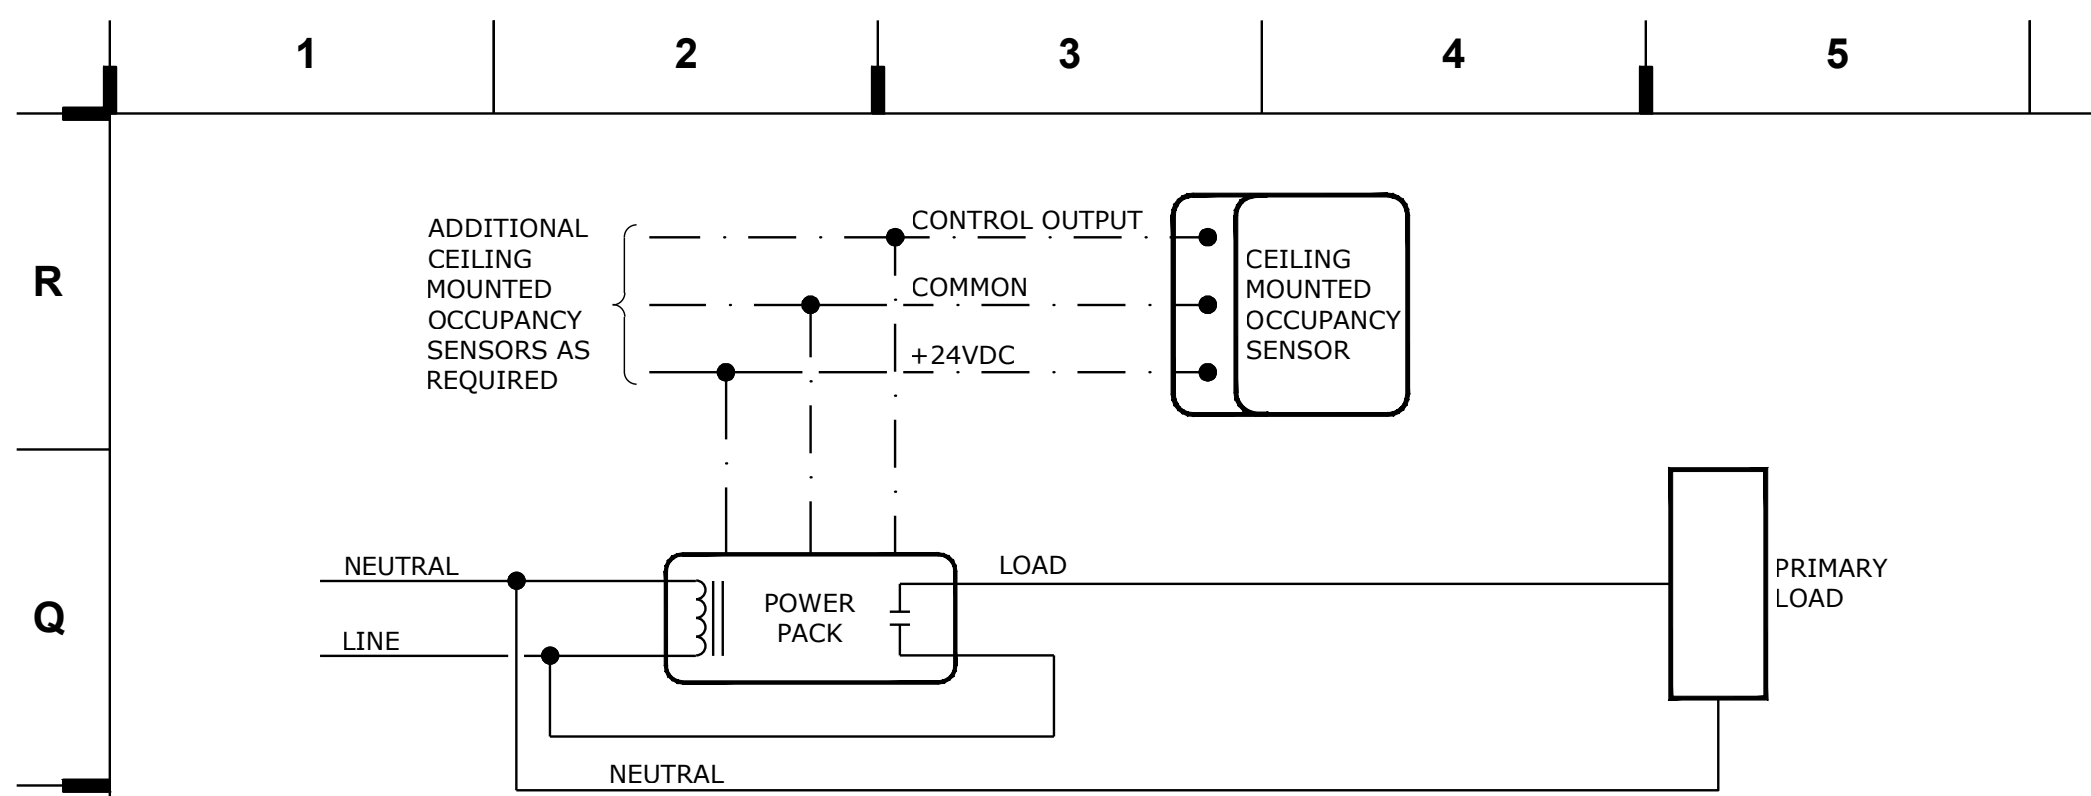 1 2 3 4 5
R
ADDITIONAL
CEILING
MOUNTED
OCCUPANCY
SENSORS AS
REQUIRED
CONTROL OUTPUT
COMMON
+24VDC
CEILING
MOUNTED
OCCUPANCY
SENSOR
Q
NEUTRAL
LINE
POWER
PACK
LOAD
PRIMARY
LOAD
NEUTRAL